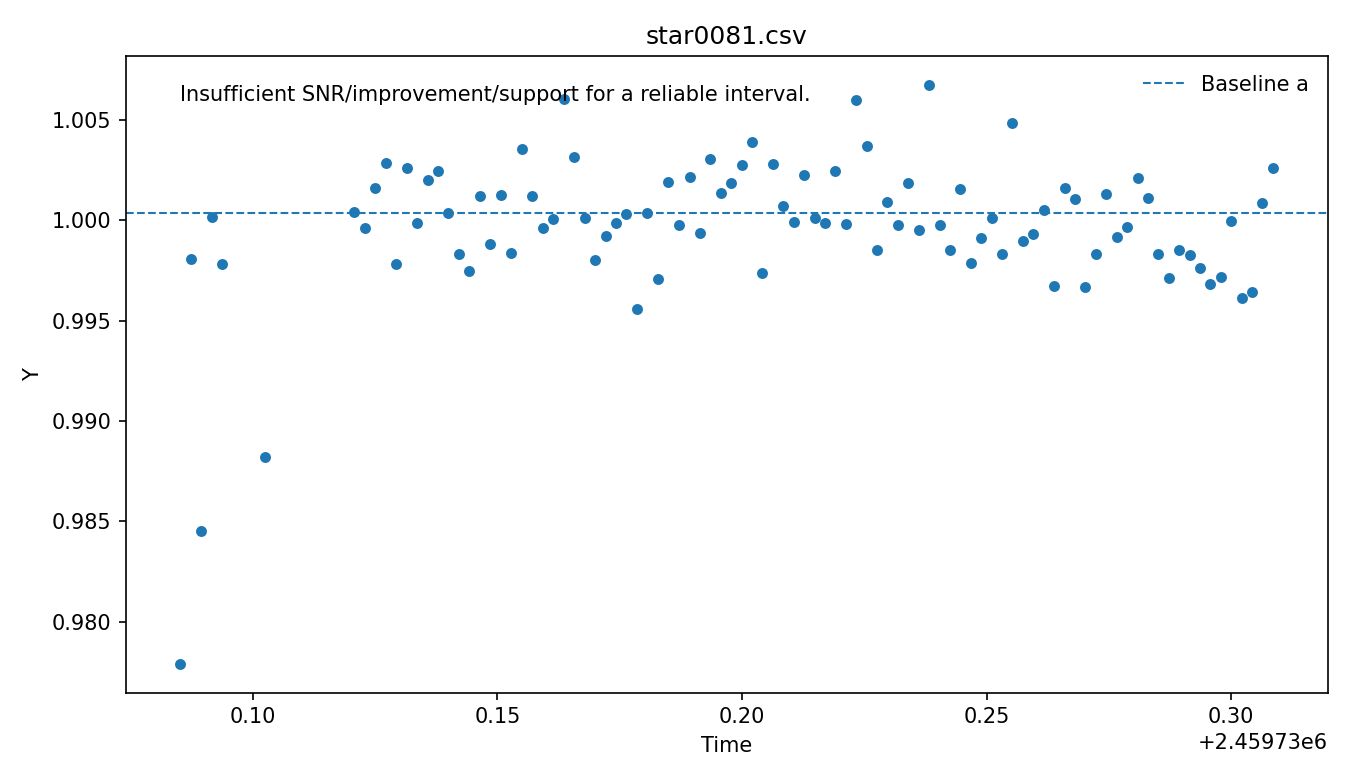 star0081.csv
Insufficient SNR/improvement/support for a reliable interval.
Baseline a
1.005
1.000
0.995
0.990
0.985
0.980
Y
0.10 0.15 0.20 0.25 0.30
Time
+2.45973e6